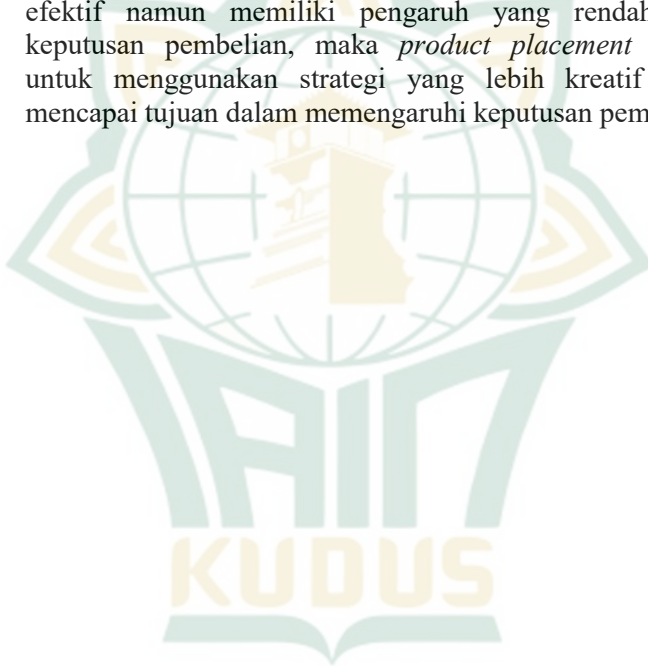 efektif namun memiliki pengaruh yang rendah
keputusan pembelian, maka product placement
untuk menggunakan strategi yang lebih kreatif
mencapai tujuan dalam memengaruhi keputusan pem
IAIN
KUDUS